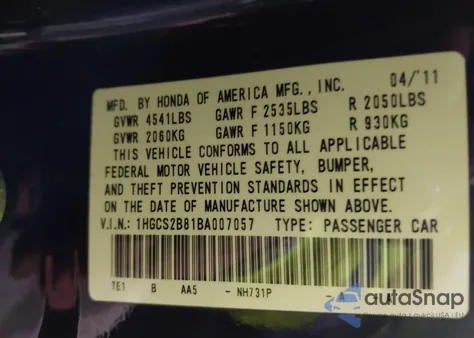 MFD. BY HONDA OF AMERICA MFG., INC. 04/'11
GVWR 4541LBS GAWR F 2535LBS R 2050LBS
GVWR 2060KG GAWR F 1150KG R 930KG
THIS VEHICLE CONFORMS TO ALL APPLICABLE
FEDERAL MOTOR VEHICLE SAFETY, BUMPER,
AND THEFT PREVENTION STANDARDS IN EFFECT
ON THE DATE OF MANUFACTURE SHOWN ABOVE.
V.I.N.: 1HGCS2B81BA007057 TYPE: PASSENGER CAR
TE1 B AA5 - NH731P -
autoSnap